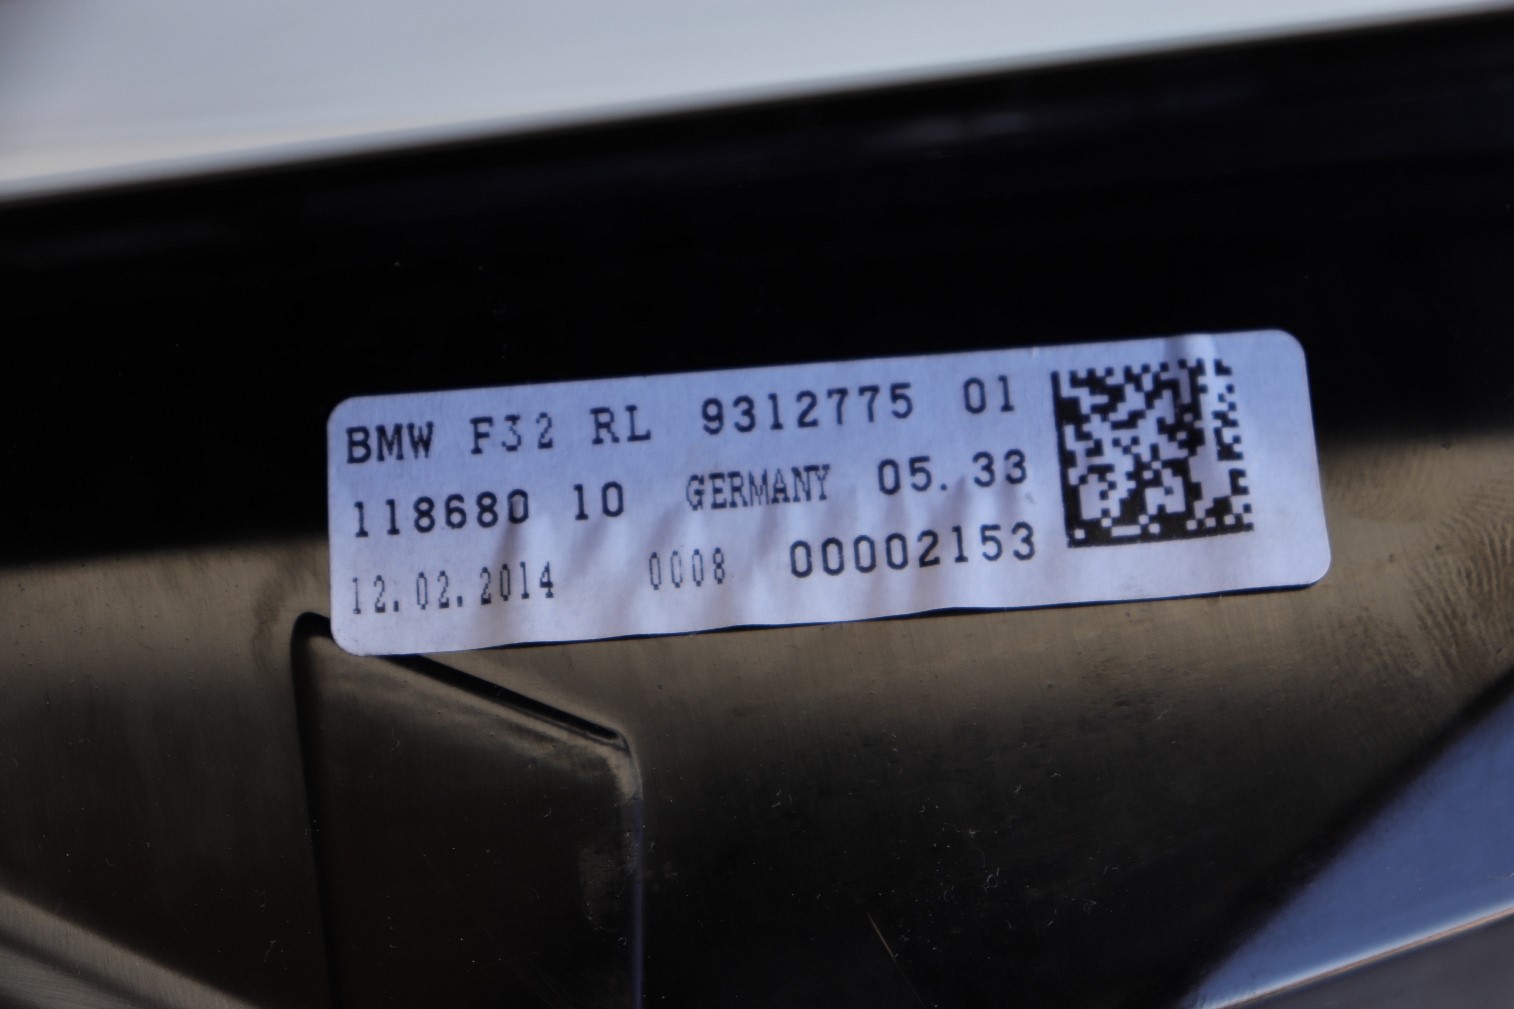 BMW F32 RL 9312775 01
118680 10 GERMANY 05.33
12.02.2014 0008 00002153